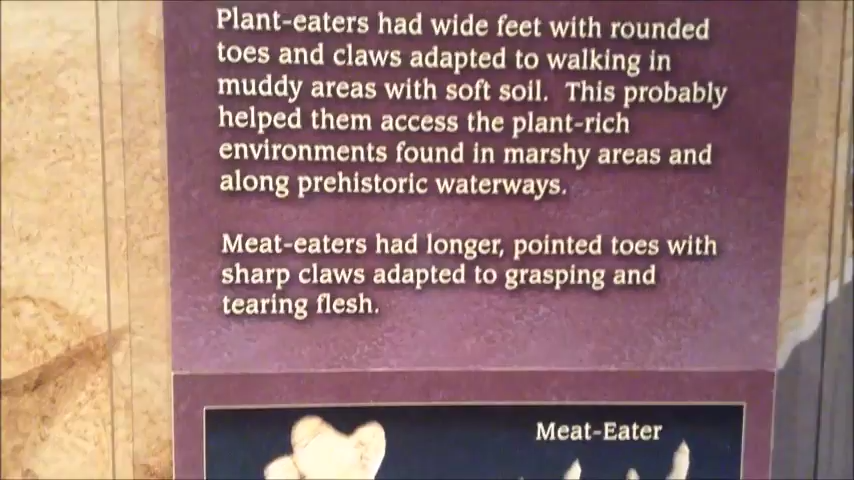 Plant-eaters had wide feet with rounded
toes and claws adapted to walking in
muddy areas with soft soil. This probably
helped them access the plant-rich
environments found in marshy areas and
along prehistoric waterways.
Meat-eaters had longer, pointed toes with
sharp claws adapted to grasping and
tearing flesh.
Meat-Eater